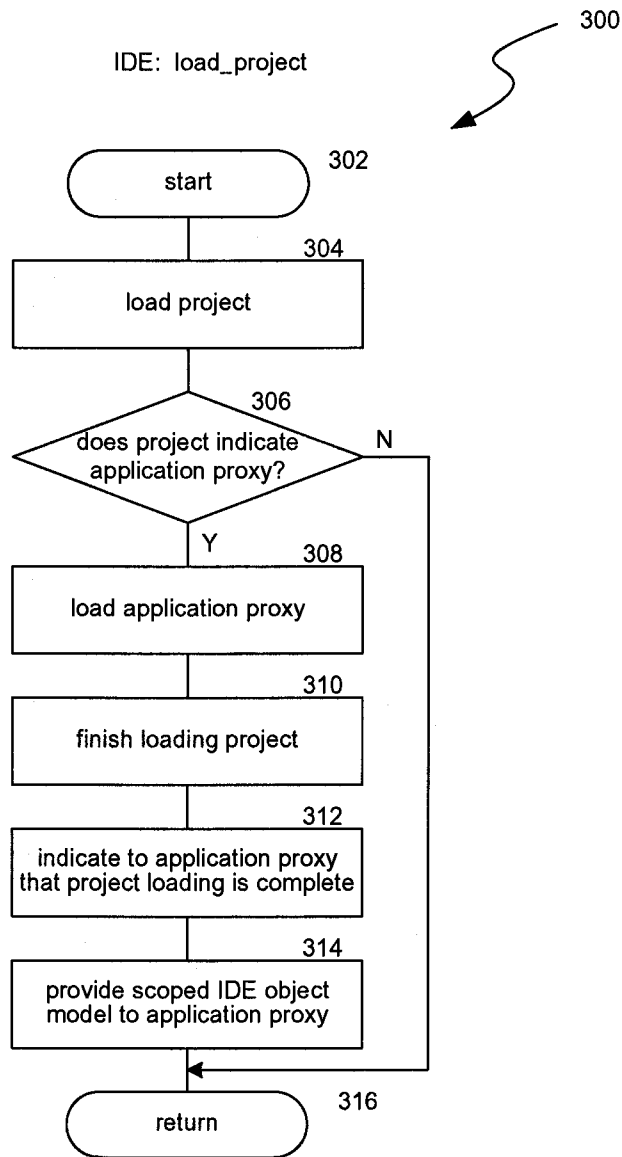 300
IDE: load_project
302
start
304
load project
306
does project indicate
application proxy?
N
Y
308
load application proxy
310
finish loading project
312
indicate to application proxy
that project loading is complete
314
provide scoped IDE object
model to application proxy
316
return